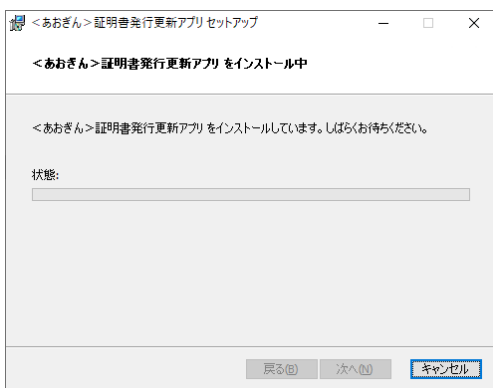 ＜あおぎん＞証明書発行更新アプリ セットアップ
＜あおぎん＞証明書発行更新アプリ をインストール中
＜あおぎん＞証明書発行更新アプリ をインストールしています。しばらくお待ちください。
状態:
戻る(B) 次へ(N) キャンセル